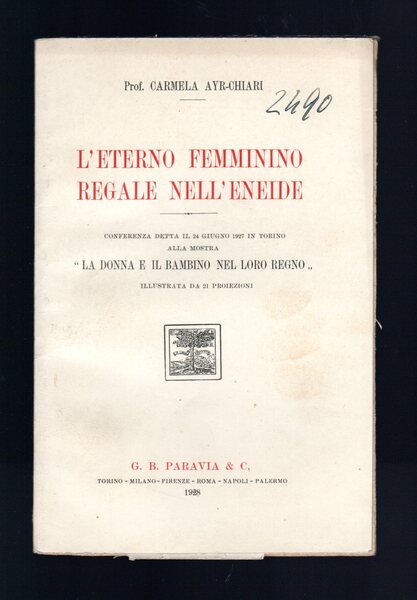 Prof. CARMELA AYR-CHIARI
2490
L'ETERNO FEMMININO
REGALE NELL'ENEIDE
CONFERENZA DETTA IL 24 GIUGNO 1927 IN TORINO
ALLA MOSTRA
" LA DONNA E IL BAMBINO NEL LORO REGNO „
ILLUSTRATA DA 21 PROIEZIONI
G. B. PARAVIA & C.
TORINO - MILANO - FIRENZE - ROMA - NAPOLI - PALERMO
1928